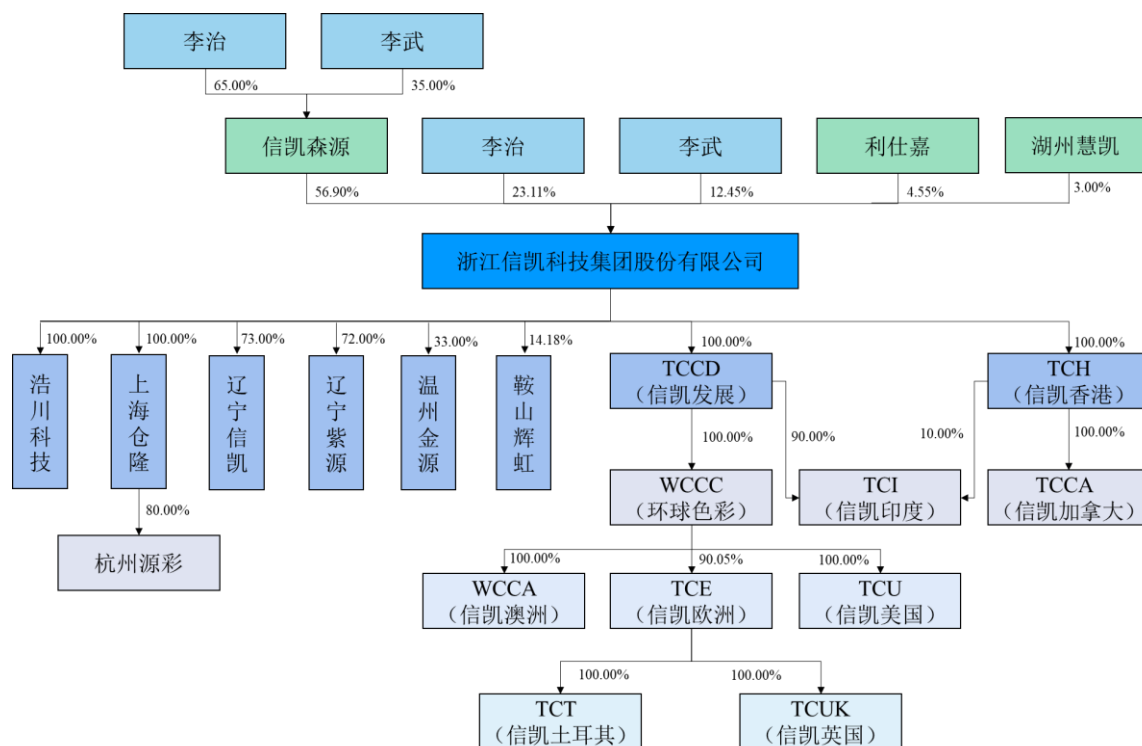 李治
李武
65.00%
35.00%
信凯森源
李治
李武
利仕嘉
湖州慧凯
56.90%
23.11%
12.45%
4.55%
3.00%
浙江信凯科技集团股份有限公司
100.00%
100.00%
73.00%
72.00%
33.00%
14.18%
100.00%
100.00%
浩川科技
上海仓隆
辽宁信凯
辽宁紫源
温州金源
鞍山辉虹
TCCD
（信凯发展）
TCH
（信凯香港）
100.00%
90.00%
10.00%
100.00%
WCCC
（环球色彩）
TCI
（信凯印度）
TCCA
（信凯加拿大）
80.00%
杭州源彩
100.00%
90.05%
100.00%
WCCA
（信凯澳洲）
TCE
（信凯欧洲）
TCU
（信凯美国）
100.00%
100.00%
TCT
（信凯土耳其）
TCUK
（信凯英国）